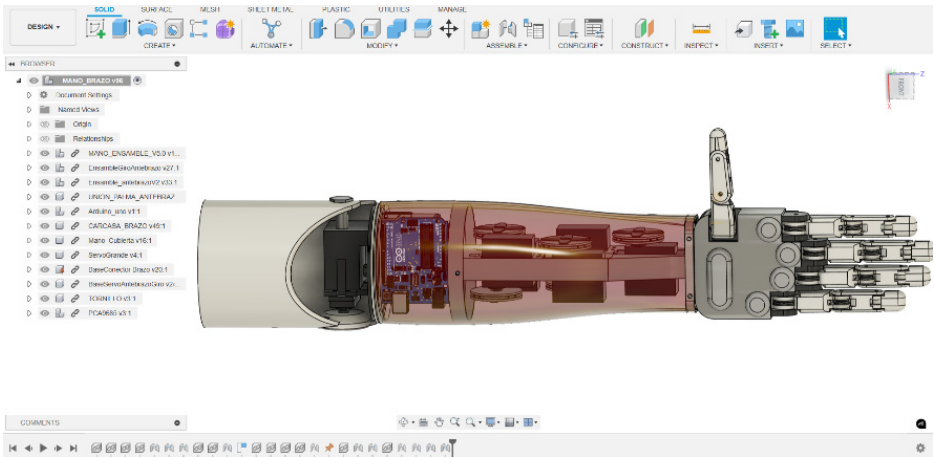 SOLID SURFACE MESH SHEET METAL PLASTIC UTILITIES MANAGE
DESIGN
CREATE AUTOMATE MODIFY ASSEMBLE CONFIGURE CONSTRUCT INSPECT INSERT SELECT
BROWSER
MANO_BRAZO v96
Document Settings
Named Views
Origin
Relationships
MANO_ENSAMBLE_V5.0 v1...
EnsambleGiroAntebrazo v27:1
Ensamble_antebrazoV2 v33:1
UNION_PALMA_ANTEBRAZ
Arduino_uno v1:1
CARCASA_BRAZO v49:1
Mano_Cubierta v16:1
ServoGrande v4:1
BaseConector Brazo v20:1
BaseServoAntebrazoGiro v2...
TORNILLO v3:1
PCA9685 v3:1
FRONT
Z
X
UNO
COMMENTS